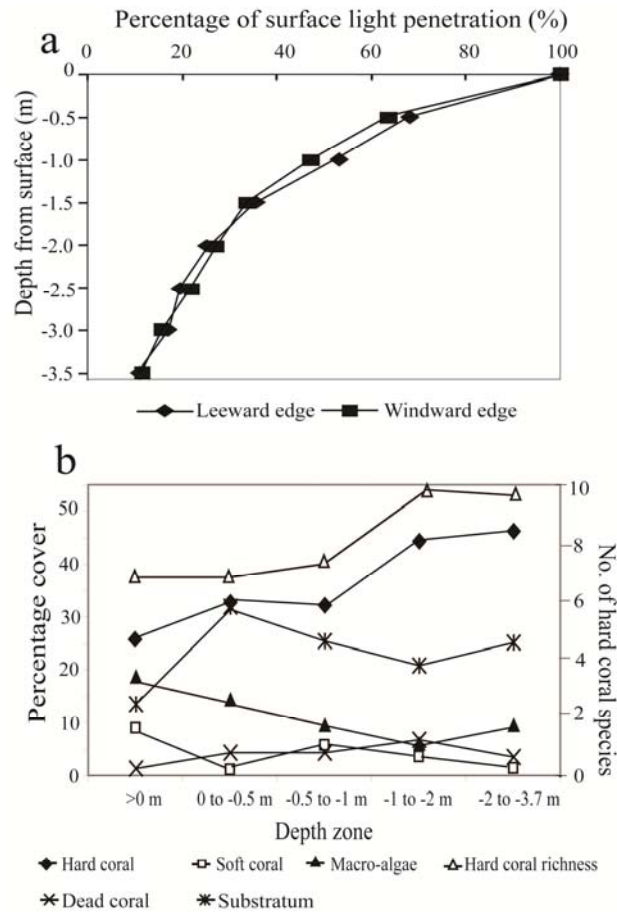 Percentage of surface light penetration (%)
a
0 20 40 60 80 100
Depth from surface (m)
0
-0.5
-1.0
-1.5
-2.0
-2.5
-3.0
-3.5
Leeward edge Windward edge
b
Percentage cover
50
40
30
20
10
0
10
8
6
4
2
0
No. of hard coral species
>0 m 0 to -0.5 m -0.5 to -1 m -1 to -2 m -2 to -3.7 m
Depth zone
Hard coral Soft coral Macro-algae Hard coral richness
Dead coral Substratum